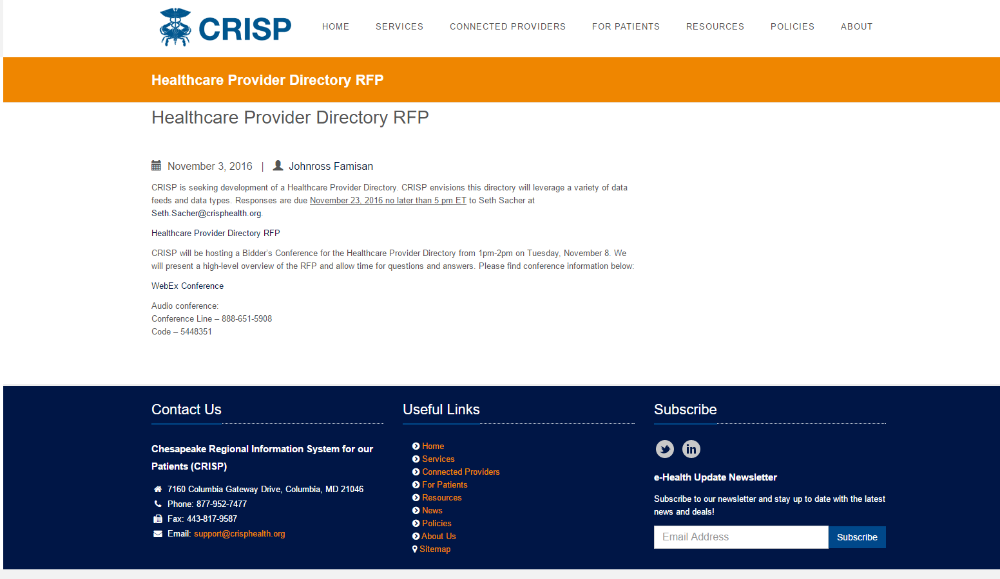 CRISP
HOME SERVICES CONNECTED PROVIDERS FOR PATIENTS RESOURCES POLICIES ABOUT
Healthcare Provider Directory RFP
Healthcare Provider Directory RFP
November 3, 2016 | Johnross Famisan
CRISP is seeking development of a Healthcare Provider Directory. CRISP envisions this directory will leverage a variety of data
feeds and data types. Responses are due November 23, 2016 no later than 5 pm ET to Seth Sacher at
Seth.Sacher@crisphealth.org.
Healthcare Provider Directory RFP
CRISP will be hosting a Bidder’s Conference for the Healthcare Provider Directory from 1pm-2pm on Tuesday, November 8. We
will present a high-level overview of the RFP and allow time for questions and answers. Please find conference information below:
WebEx Conference
Audio conference:
Conference Line – 888-651-5908
Code – 5448351
Contact Us
Chesapeake Regional Information System for our
Patients (CRISP)
7160 Columbia Gateway Drive, Columbia, MD 21046
Phone: 877-952-7477
Fax: 443-817-9587
Email: support@crisphealth.org
Useful Links
Home
Services
Connected Providers
For Patients
Resources
News
Policies
About Us
Sitemap
Subscribe
in
e-Health Update Newsletter
Subscribe to our newsletter and stay up to date with the latest
news and deals!
Email Address Subscribe